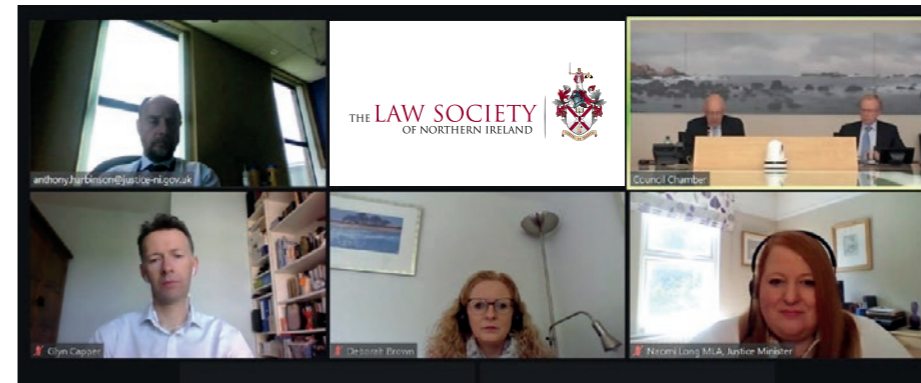 anthony.harbinson@justice-ni.gov.uk
THE LAW SOCIETY
OF NORTHERN IRELAND
Council Chamber
Glyn Capper
Deborah Brown
Naomi Long MLA, Justice Minister